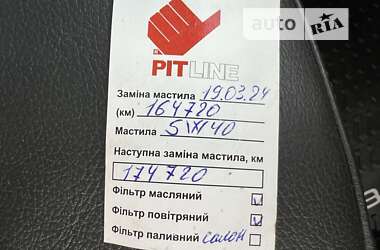 auto RIA
PITLINE
Заміна мастила 19.03.24
(км) 164720
Мастила 5W40
Наступна заміна мастила, км
174720
Фільтр масляний V
Фільтр повітряний V
Фільтр паливний салон